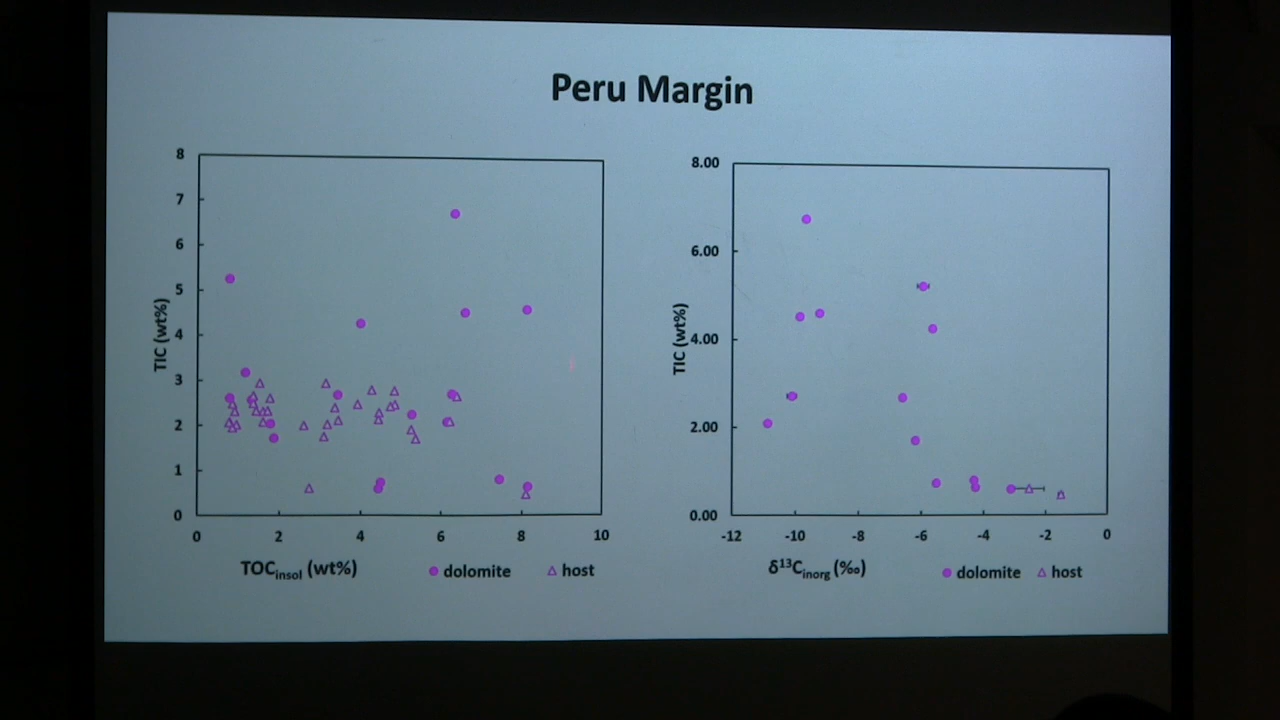 Peru Margin
8
7
6
5
4
3
2
1
0
TIC (wt%)
0 2 4 6 8 10
TOCinsol (wt%)
dolomite host
8.00
6.00
4.00
2.00
0.00
TIC (wt%)
-12 -10 -8 -6 -4 -2 0
δ¹³Cinorg (‰)
dolomite host